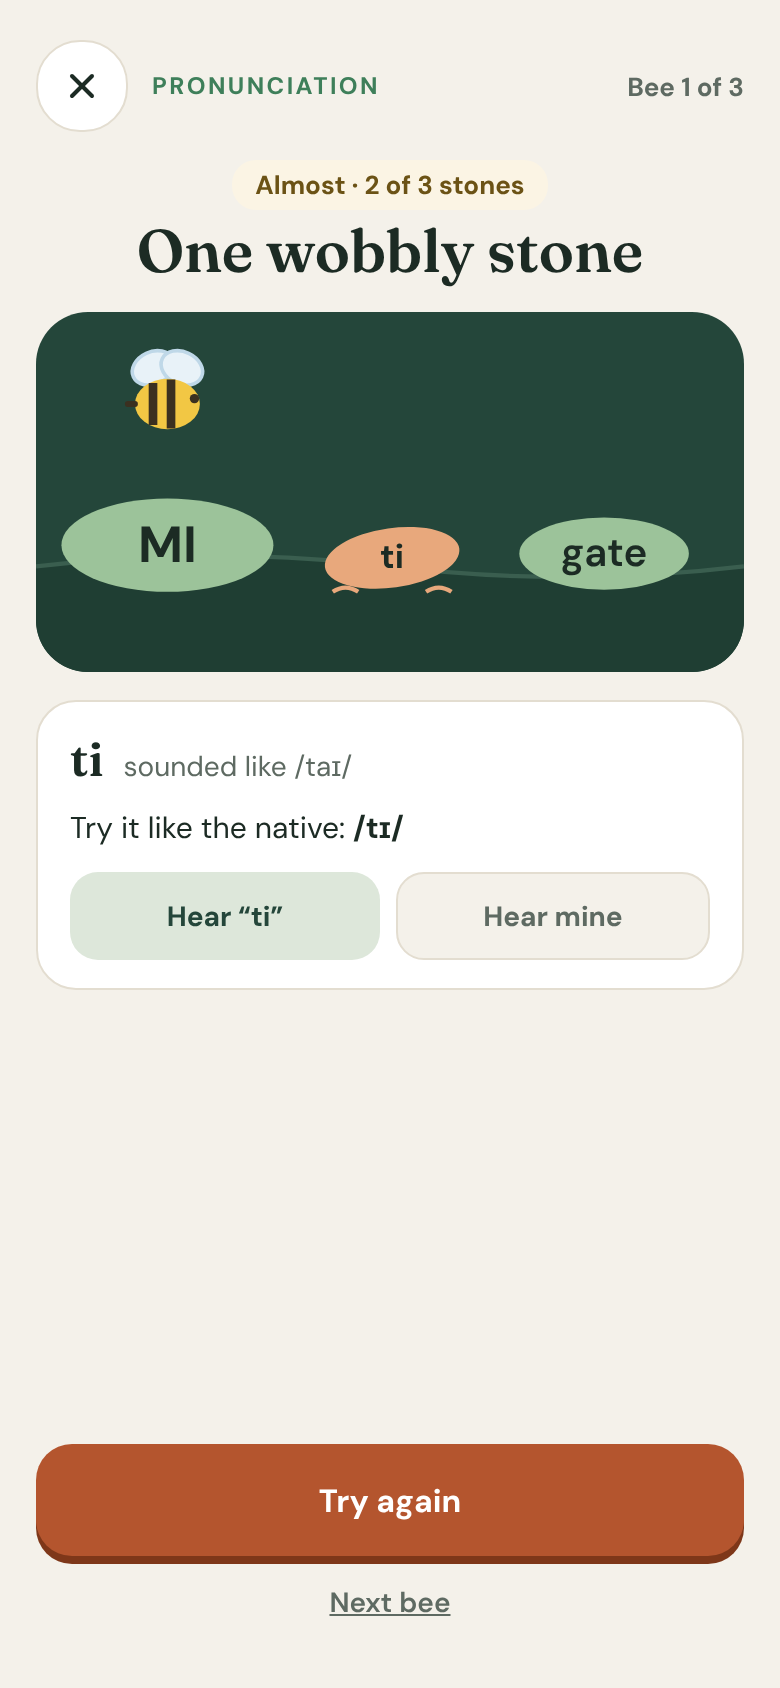 PRONUNCIATION
Bee 1 of 3
Almost · 2 of 3 stones
One wobbly stone
MI
ti
gate
ti sounded like /taɪ/
Try it like the native: /tɪ/
Hear “ti”
Hear mine
Try again
Next bee